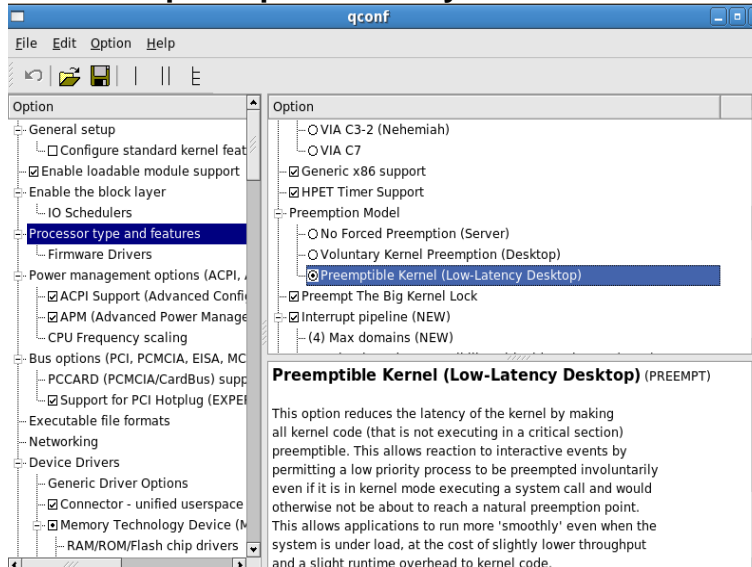 qconf
File Edit Option Help
Option
General setup
Configure standard kernel feat
Enable loadable module support
Enable the block layer
IO Schedulers
Processor type and features
Firmware Drivers
Power management options (ACPI,
ACPI Support (Advanced Confi
APM (Advanced Power Manage
CPU Frequency scaling
Bus options (PCI, PCMCIA, EISA, MC
PCCARD (PCMCIA/CardBus) supp
Support for PCI Hotplug (EXPE
Executable file formats
Networking
Device Drivers
Generic Driver Options
Connector - unified userspace
Memory Technology Device (M
RAM/ROM/Flash chip drivers
Option
VIA C3-2 (Nehemiah)
VIA C7
Generic x86 support
HPET Timer Support
Preemption Model
No Forced Preemption (Server)
Voluntary Kernel Preemption (Desktop)
Preemptible Kernel (Low-Latency Desktop)
Preempt The Big Kernel Lock
Interrupt pipeline (NEW)
(4) Max domains (NEW)
Preemptible Kernel (Low-Latency Desktop) (PREEMPT)
This option reduces the latency of the kernel by making
all kernel code (that is not executing in a critical section)
preemptible. This allows reaction to interactive events by
permitting a low priority process to be preempted involuntarily
even if it is in kernel mode executing a system call and would
otherwise not be about to reach a natural preemption point.
This allows applications to run more 'smoothly' even when the
system is under load, at the cost of slightly lower throughput
and a slight runtime overhead to kernel code.